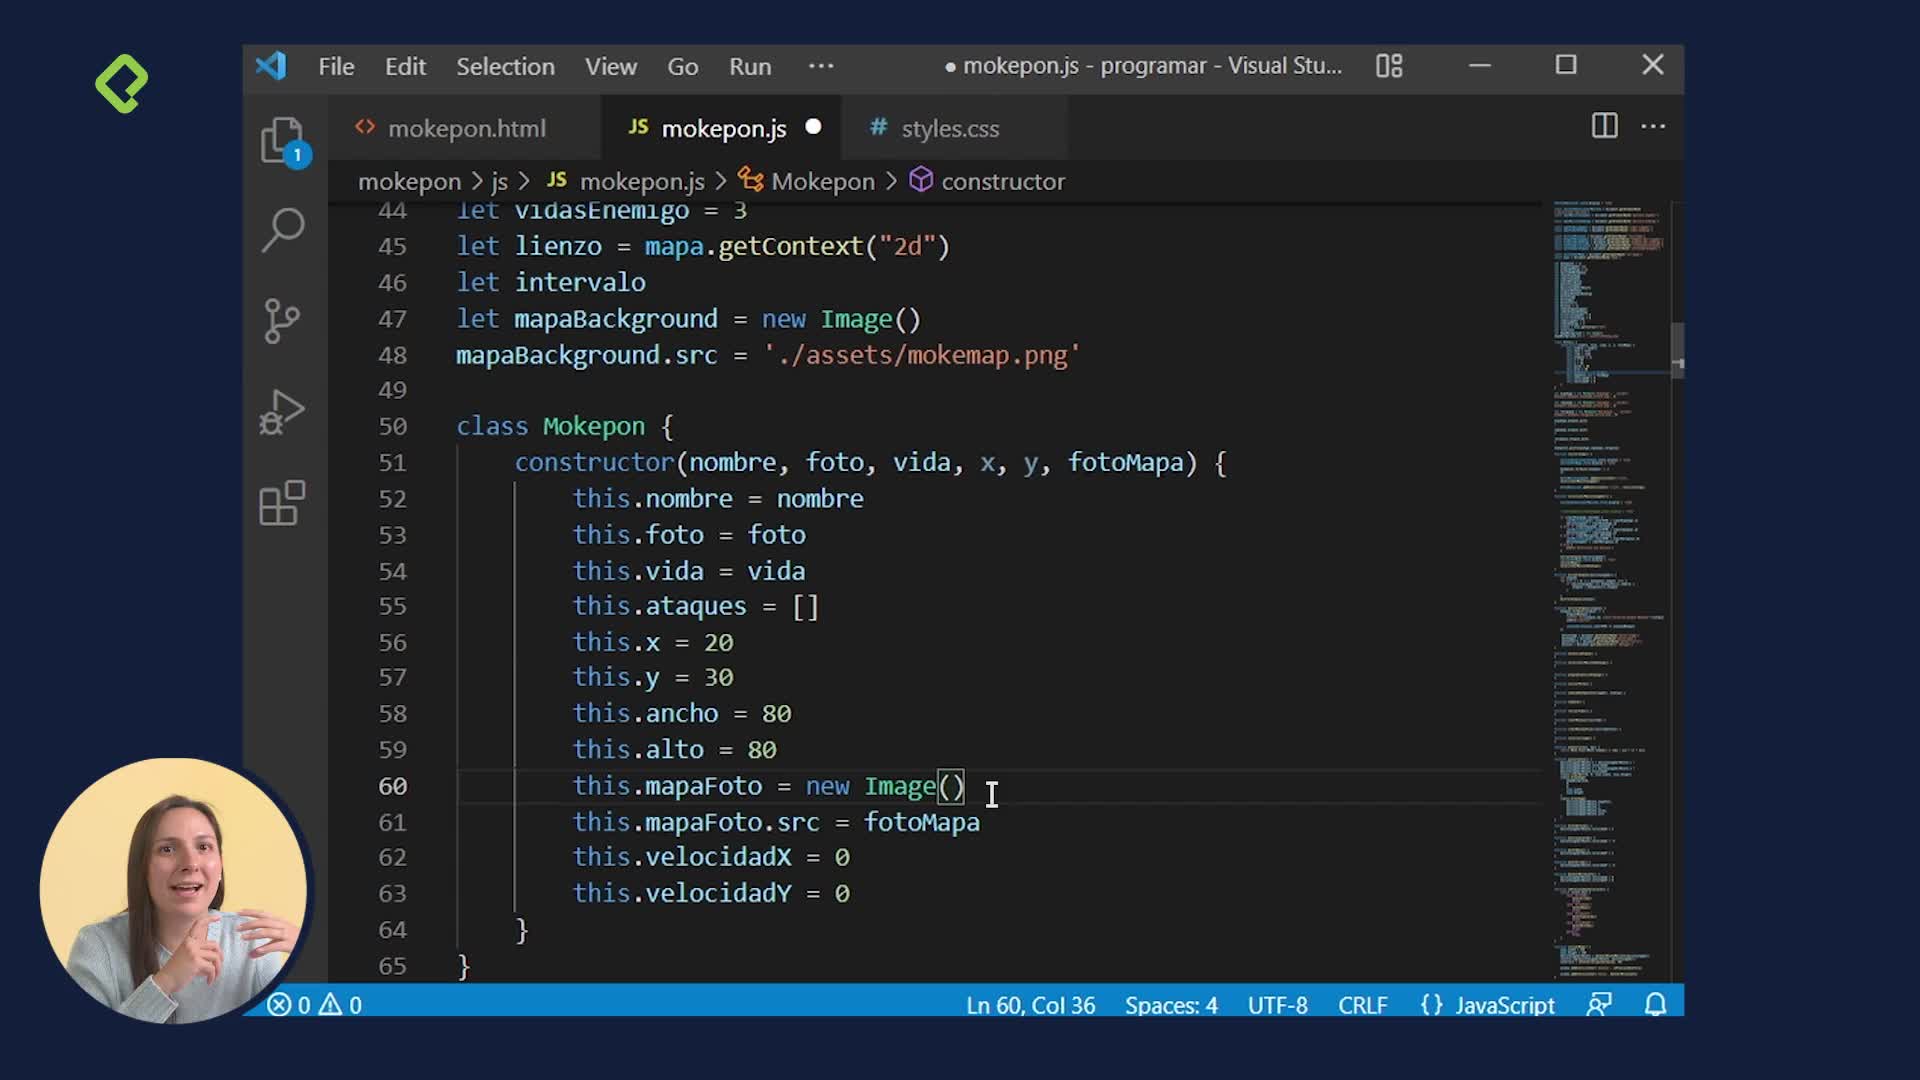 File Edit Selection View Go Run ··· ● mokepon.js - programar - Visual Stu...
<> mokepon.html JS mokepon.js # styles.css
1
mokepon > js > JS mokepon.js > Mokepon > constructor
44 let vidasEnemigo = 3
45 let lienzo = mapa.getContext("2d")
46 let intervalo
47 let mapaBackground = new Image()
48 mapaBackground.src = './assets/mokemap.png'
49
50 class Mokepon {
51 constructor(nombre, foto, vida, x, y, fotoMapa) {
52 this.nombre = nombre
53 this.foto = foto
54 this.vida = vida
55 this.ataques = []
56 this.x = 20
57 this.y = 30
58 this.ancho = 80
59 this.alto = 80
60 this.mapaFoto = new Image()
61 this.mapaFoto.src = fotoMapa
62 this.velocidadX = 0
63 this.velocidadY = 0
64 }
65 }
0 0 Ln 60, Col 36 Spaces: 4 UTF-8 CRLF {} JavaScript